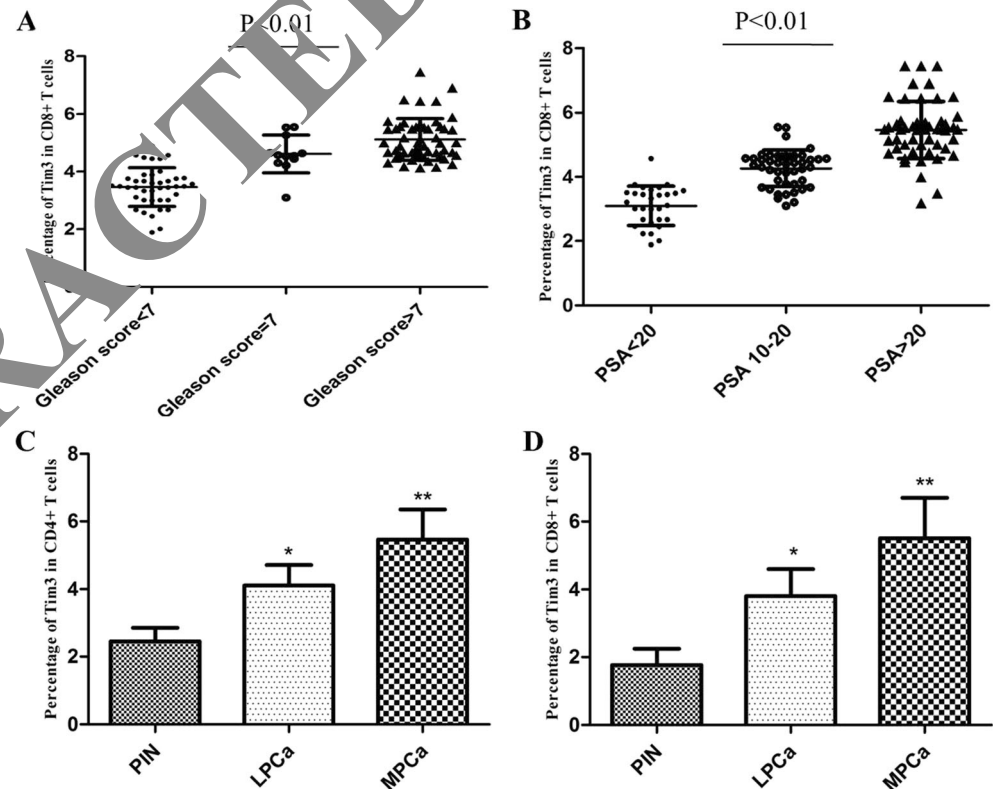 A
P<0.01
Percentage of Tim3 in CD8+ T cells
8
6
4
2
Gleason score<7
Gleason score=7
Gleason score>7
B
P<0.01
Percentage of Tim3 in CD8+ T cells
8
6
4
2
0
PSA<20
PSA 10-20
PSA>20
RACTED
C
Percentage of Tim3 in CD4+ T cells
8
6
4
2
0
*
**
PIN
LPCa
MPCa
D
Percentage of Tim3 in CD8+ T cells
8
6
4
2
0
*
**
PIN
LPCa
MPCa